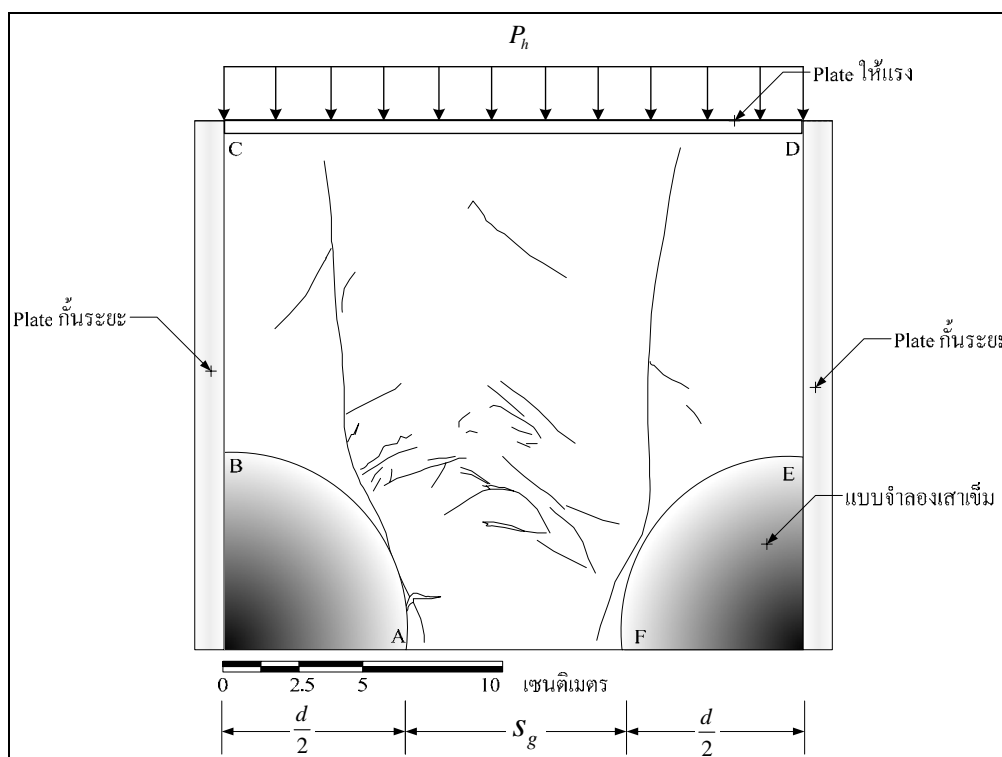 P_h
Plate ให้แรง
C
D
Plate กั้นระยะ
Plate กั้นระยะ
B
E
แบบจำลองเสาเข็ม
A
F
0 2.5 5 10 เซนติเมตร
d/2
S_g
d/2